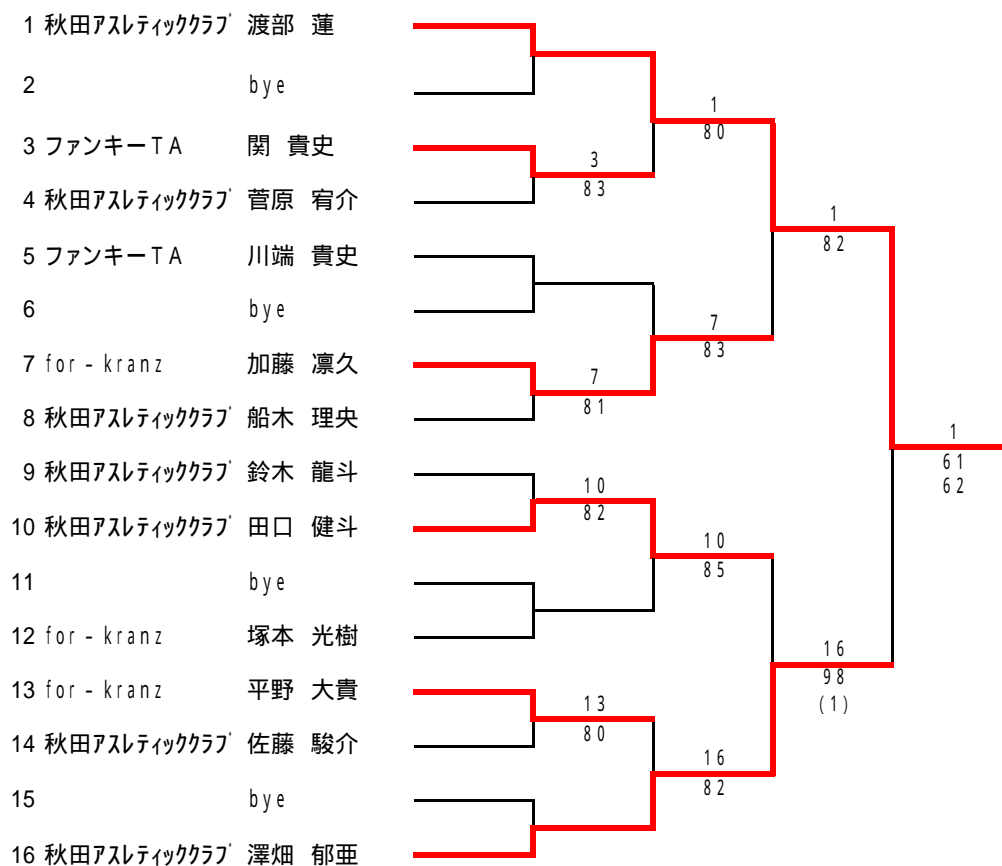 1 秋田ｱｽﾚﾃｨｯｸｸﾗﾌﾞ 渡部 蓮
2 bye
1
80
3 ファンキーTA 関 貴史
3
83
4 秋田ｱｽﾚﾃｨｯｸｸﾗﾌﾞ 菅原 宥介
1
82
5 ファンキーTA 川端 貴史
6 bye
7
83
7 for-kranz 加藤 凛久
7
81
8 秋田ｱｽﾚﾃｨｯｸｸﾗﾌﾞ 船木 理央
1
61
62
9 秋田ｱｽﾚﾃｨｯｸｸﾗﾌﾞ 鈴木 龍斗
10
82
10 秋田ｱｽﾚﾃｨｯｸｸﾗﾌﾞ 田口 健斗
10
85
11 bye
12 for-kranz 塚本 光樹
16
98
(1)
13 for-kranz 平野 大貴
13
80
14 秋田ｱｽﾚﾃｨｯｸｸﾗﾌﾞ 佐藤 駿介
16
82
15 bye
16 秋田ｱｽﾚﾃｨｯｸｸﾗﾌﾞ 澤畑 郁亜